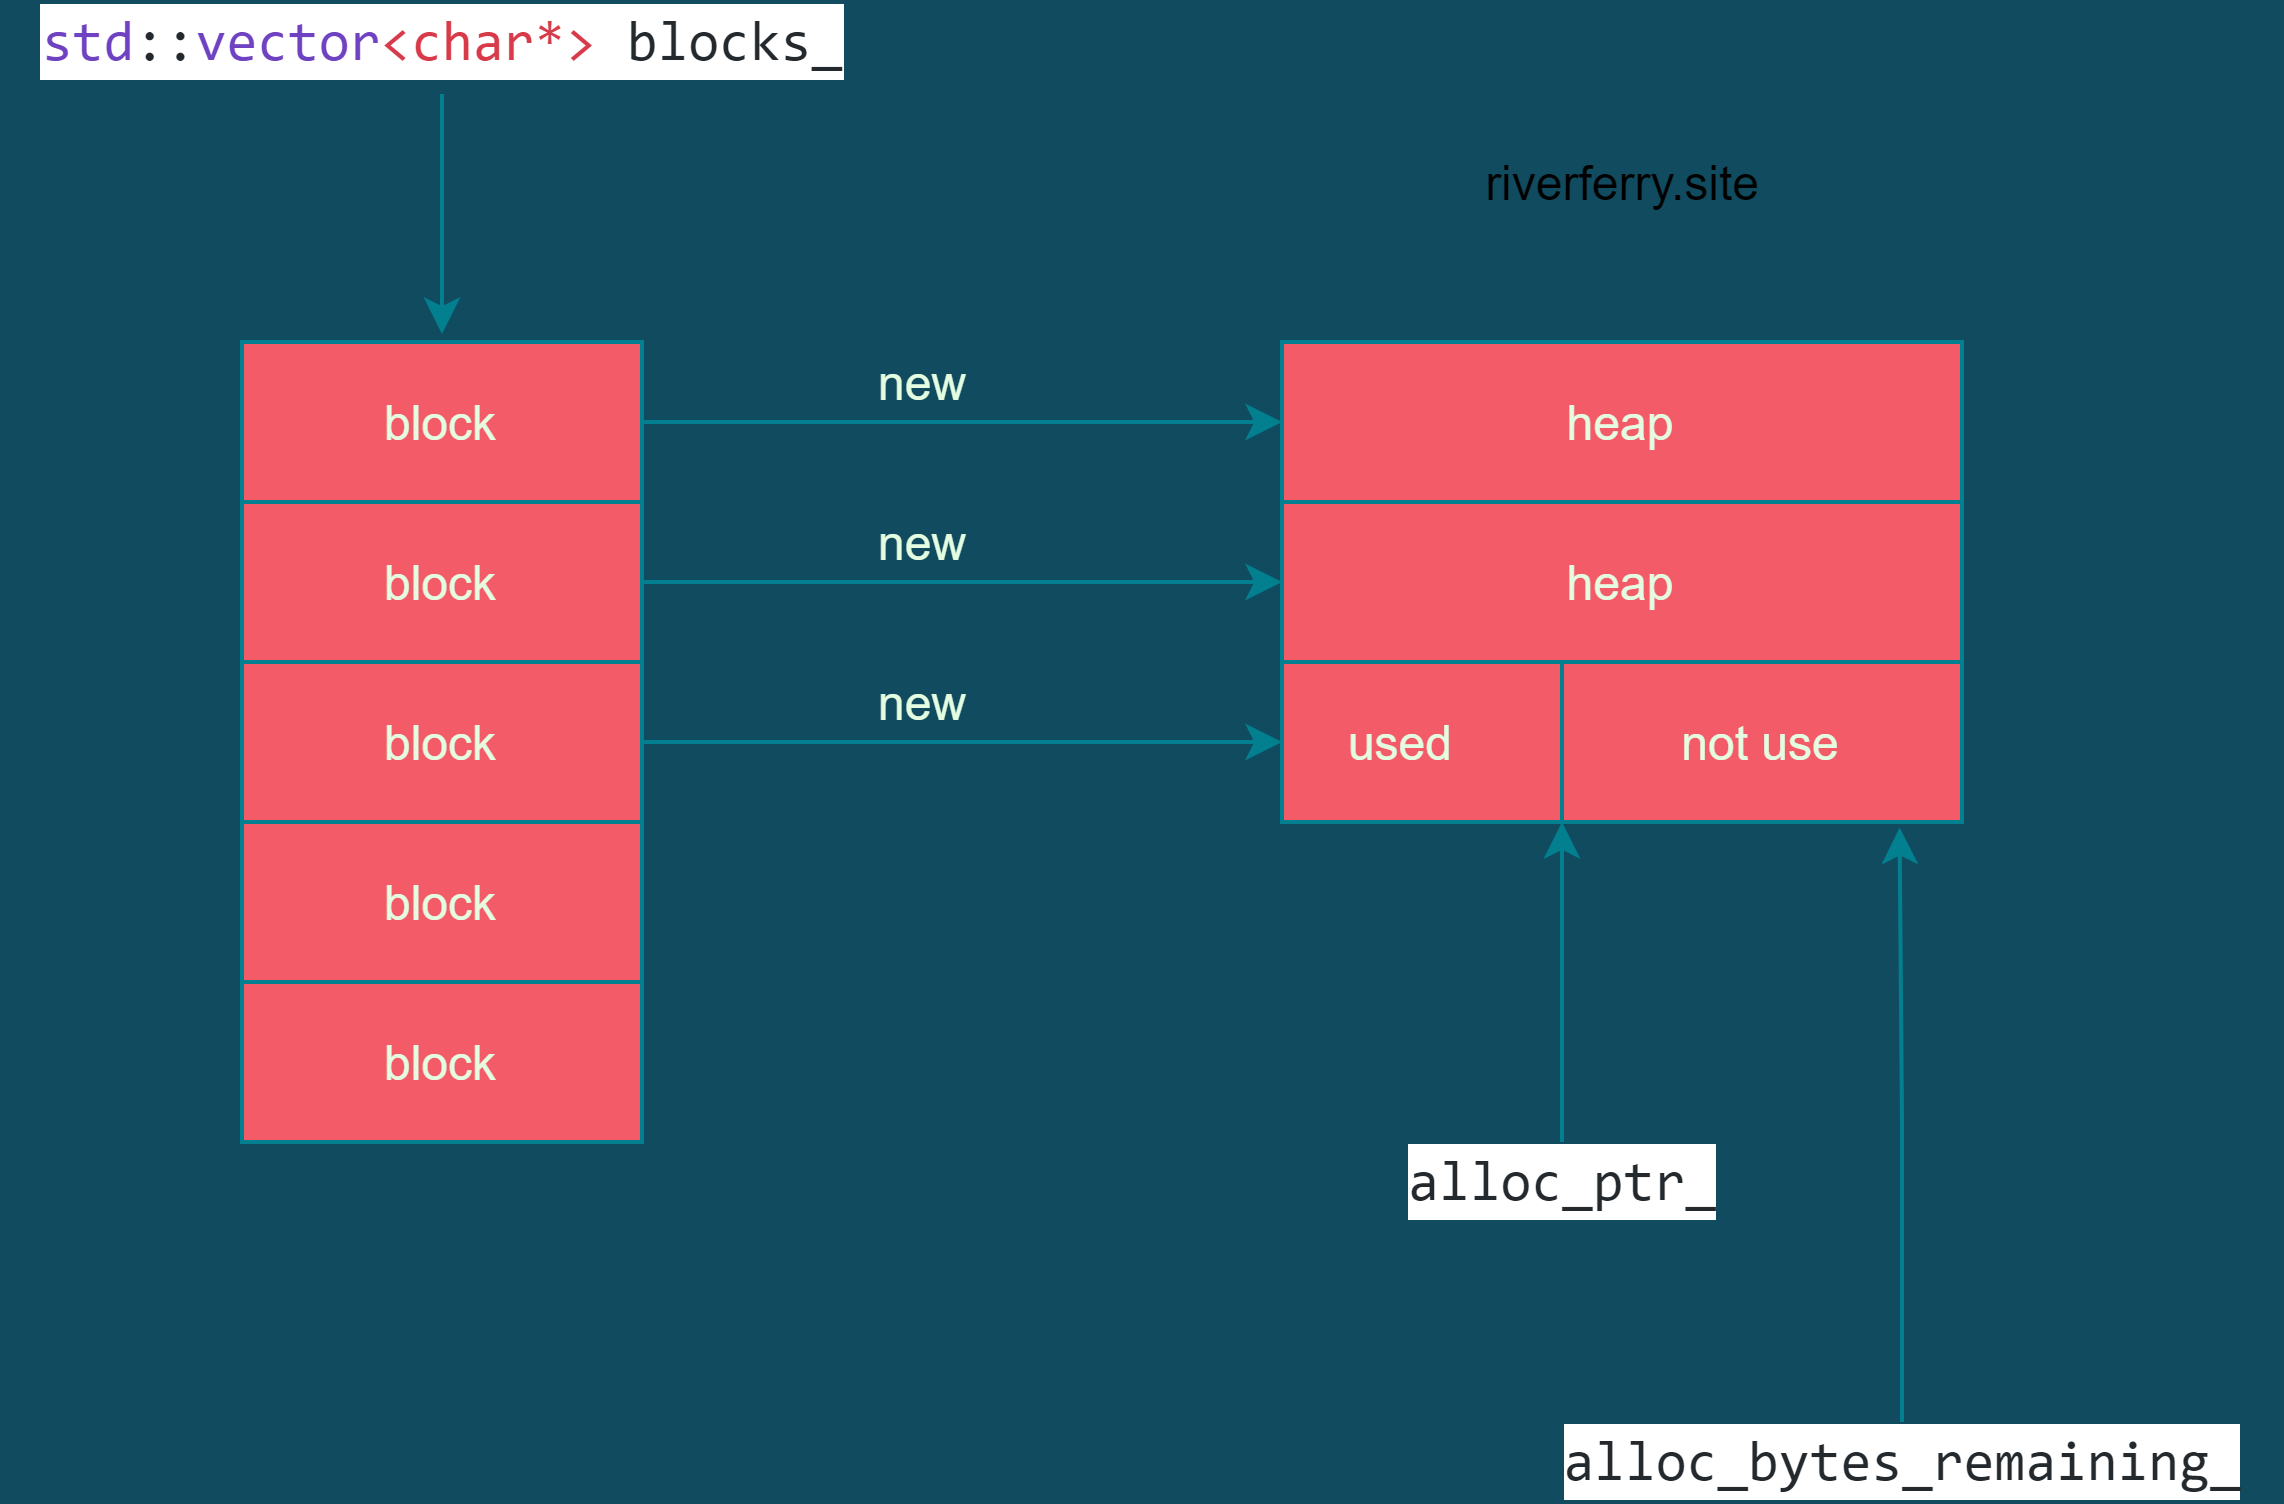 std::vector<char*> blocks_
riverferry.site
block
new
heap
block
new
heap
block
new
used
not use
block
block
alloc_ptr_
alloc_bytes_remaining_